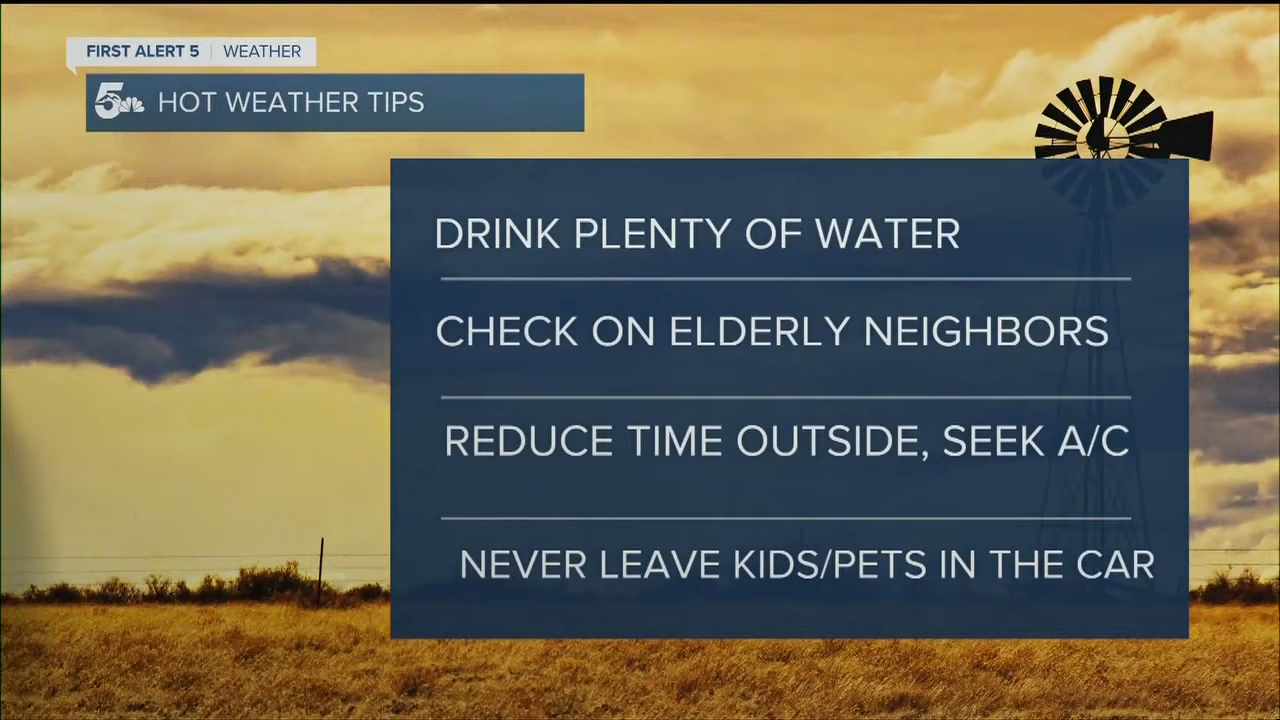 FIRST ALERT 5 | WEATHER
5 HOT WEATHER TIPS
DRINK PLENTY OF WATER
CHECK ON ELDERLY NEIGHBORS
REDUCE TIME OUTSIDE, SEEK A/C
NEVER LEAVE KIDS/PETS IN THE CAR